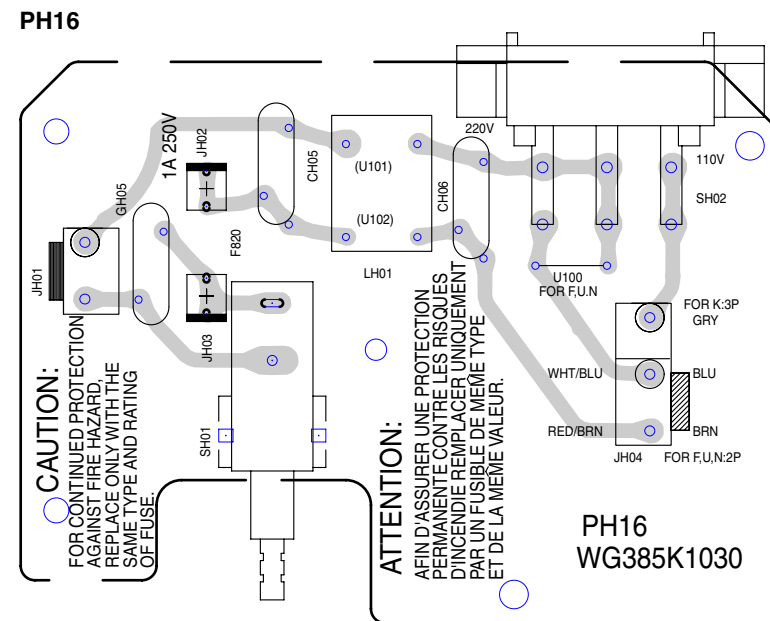 PH16
1A 250V
JH02
CH05
(U101)
(U102)
LH01
CH06
220V
110V
SH02
GH05
JH01
F820
JH03
SH01
U100
FOR F,U.N
FOR K:3P
GRY
WHT/BLU
BLU
RED/BRN
BRN
JH04
FOR F,U,N:2P
CAUTION:
FOR CONTINUED PROTECTION
AGAINST FIRE HAZARD,
REPLACE ONLY WITH THE
SAME TYPE AND RATING
OF FUSE.
ATTENTION:
AFIN D'ASSURER UNE PROTECTION
PERMANENTE CONTRE LES RISQUES
D'INCENDIE REMPLACER UNIQUEMENT
PAR UN FUSIBLE DE MÊME TYPE
ET DE LA MÊME VALEUR.
PH16
WG385K1030